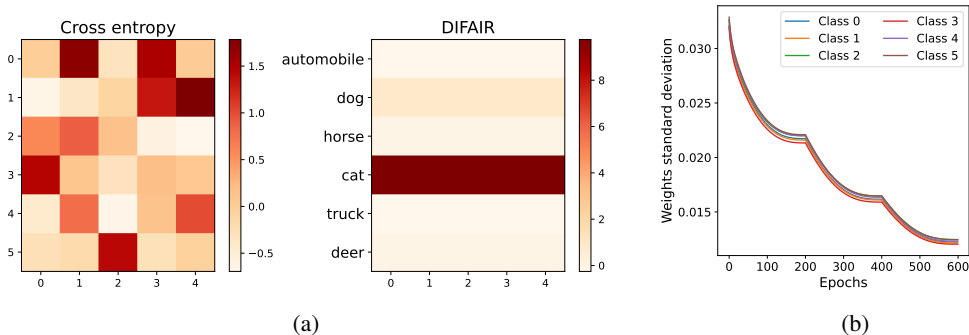 Cross entropy
0
1
2
3
4
5
0 1 2 3 4
1.5
1.0
0.5
0.0
−0.5
DIFAIR
automobile
dog
horse
cat
truck
deer
0 1 2 3 4
8
6
4
2
0
(a)
Weights standard deviation
0.030
0.025
0.020
0.015
Class 0 Class 3
Class 1 Class 4
Class 2 Class 5
0 100 200 300 400 500 600
Epochs
(b)